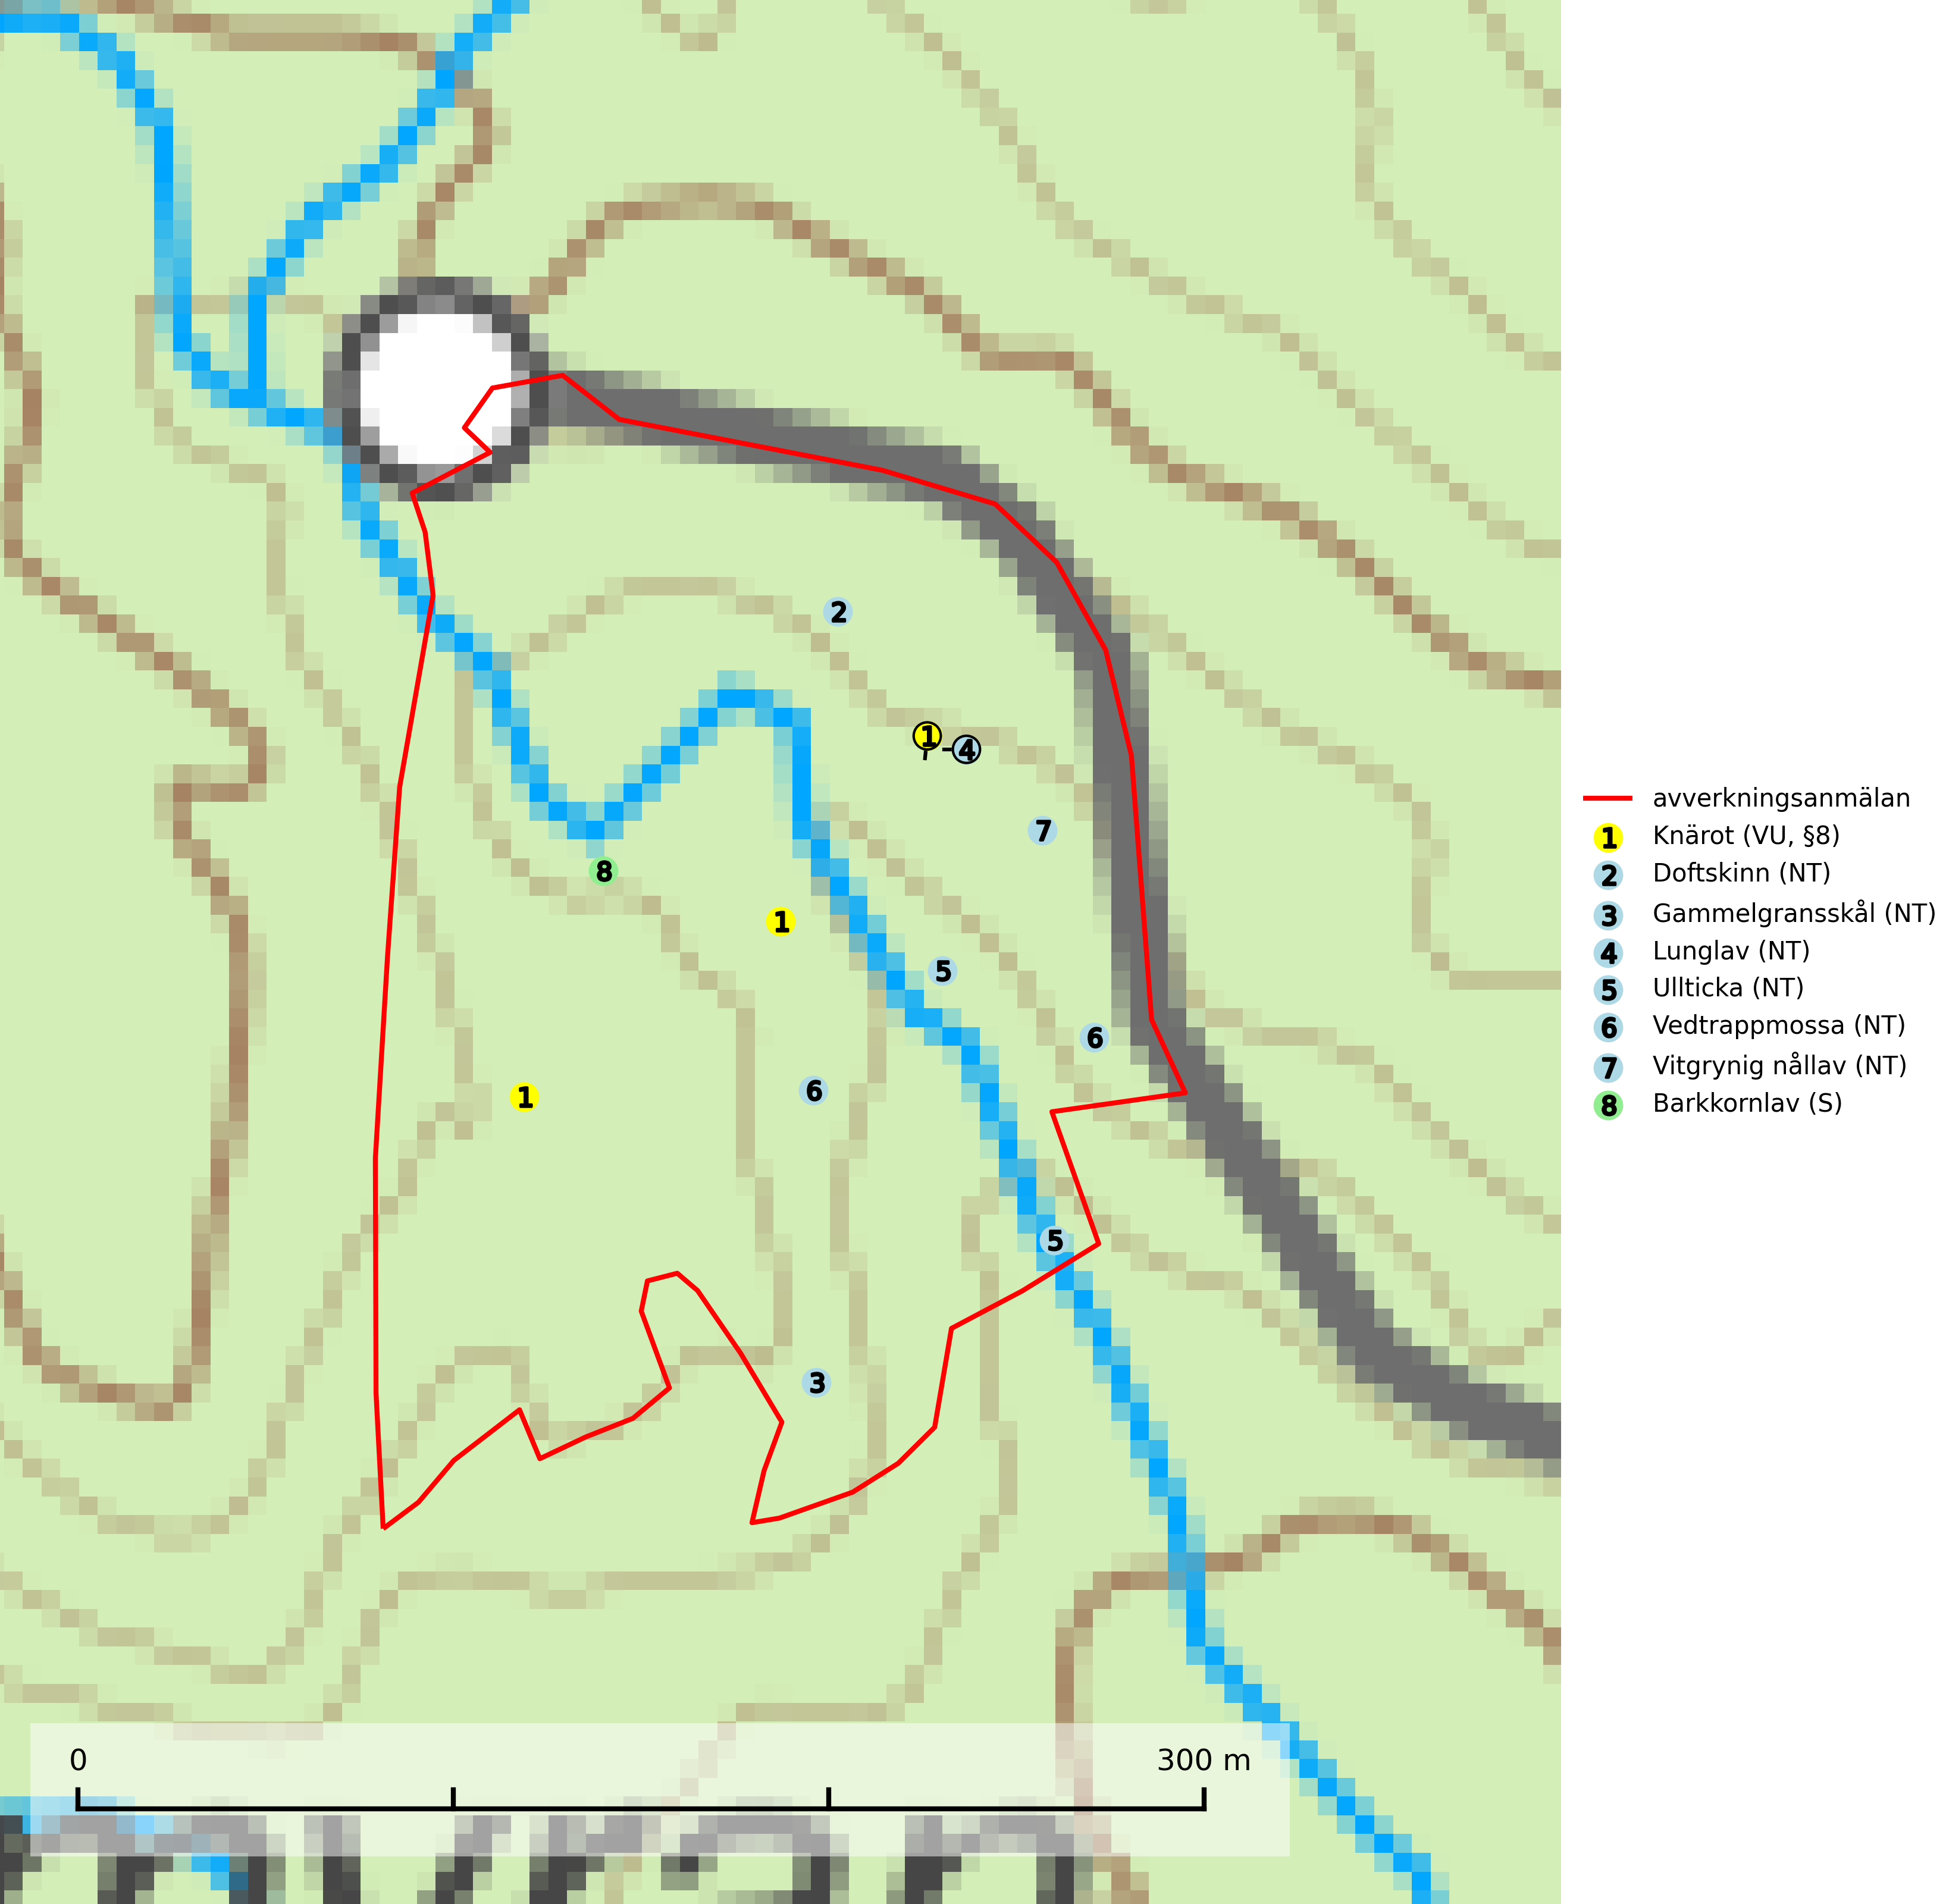 2
1 4
7
8
1
5
6
1 6
5
3
0 300 m
avverkningsanmälan
1 Knärot (VU, §8)
2 Doftskinn (NT)
3 Gammelgransskål (NT)
4 Lunglav (NT)
5 Ullticka (NT)
6 Vedtrappmossa (NT)
7 Vitgrynig nållav (NT)
8 Barkkornlav (S)